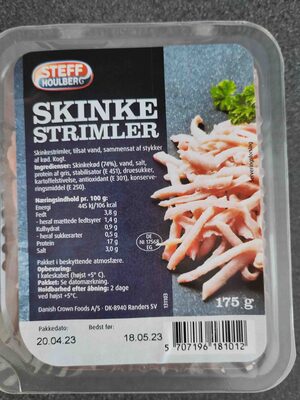 STEFF
HOULBERG
SKINKE
STRIMLER
Skinkestrimler, tilsat vand, sammensat af stykker
af kød. Kogt.
Ingredienser: Skinkekød (74%), vand, salt,
protein af gris, stabilisator (E 451), druesukker,
kartoffelstivelse, antioxidant (E 301), konserve-
ringsmiddel (E 250).
Næringsindhold pr. 100 g:
Energi 445 kJ/106 kcal
Fedt 3,8 g
- heraf mættede fedtsyrer 1,4 g
Kulhydrat 0,9 g
- heraf sukkerarter 0,5 g
Protein 17 g
Salt 3,0 g
Pakket i beskyttende atmosfære.
Opbevaring:
I køleskabet (højst +5° C).
Pakket: Se datomærkning.
Holdbarhed efter åbning: 2 dage
ved højst +5°C.
DK
17568
EG
Danish Crown Foods A/S · DK-8940 Randers SV
175 g
Pakkedato: Bedst før:
20.04.23 18.05.23
5 707196 181012